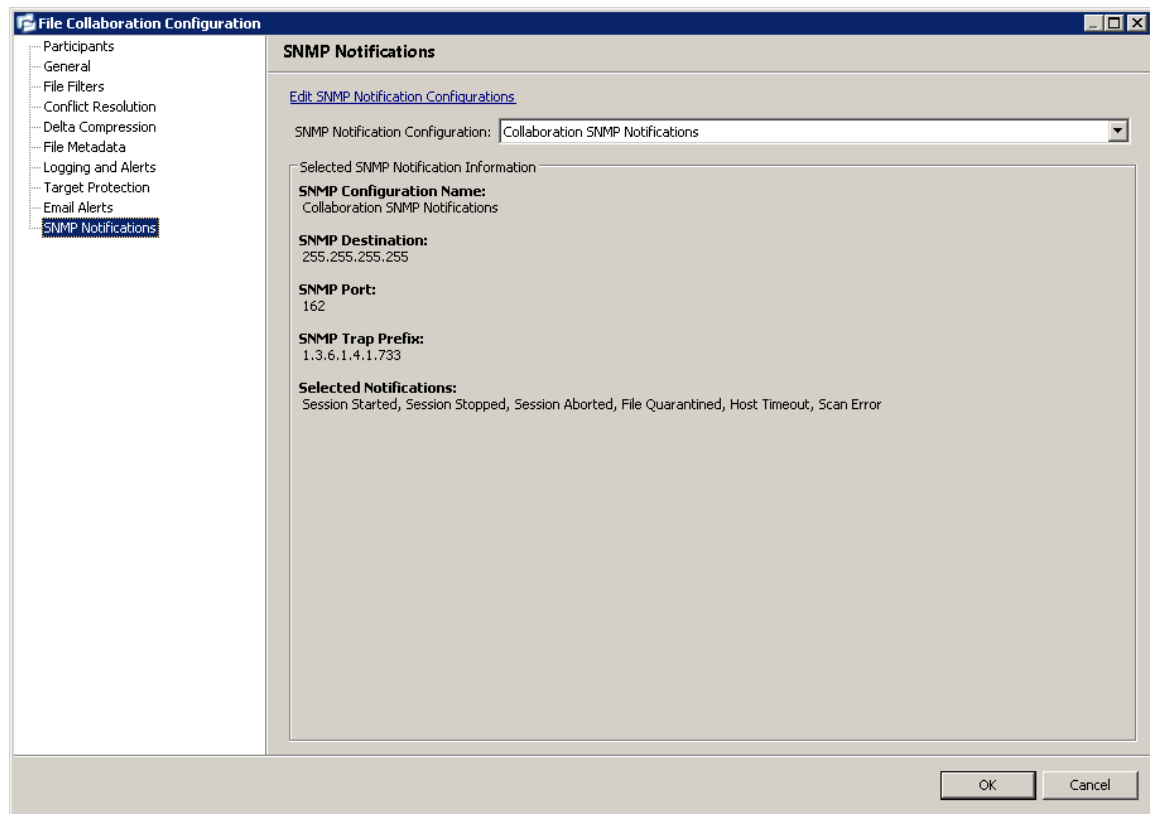 File Collaboration Configuration
Participants
General
File Filters
Conflict Resolution
Delta Compression
File Metadata
Logging and Alerts
Target Protection
Email Alerts
SNMP Notifications
SNMP Notifications
Edit SNMP Notification Configurations
SNMP Notification Configuration: Collaboration SNMP Notifications
Selected SNMP Notification Information
SNMP Configuration Name:
Collaboration SNMP Notifications
SNMP Destination:
255.255.255.255
SNMP Port:
162
SNMP Trap Prefix:
1.3.6.1.4.1.733
Selected Notifications:
Session Started, Session Stopped, Session Aborted, File Quarantined, Host Timeout, Scan Error
OK Cancel